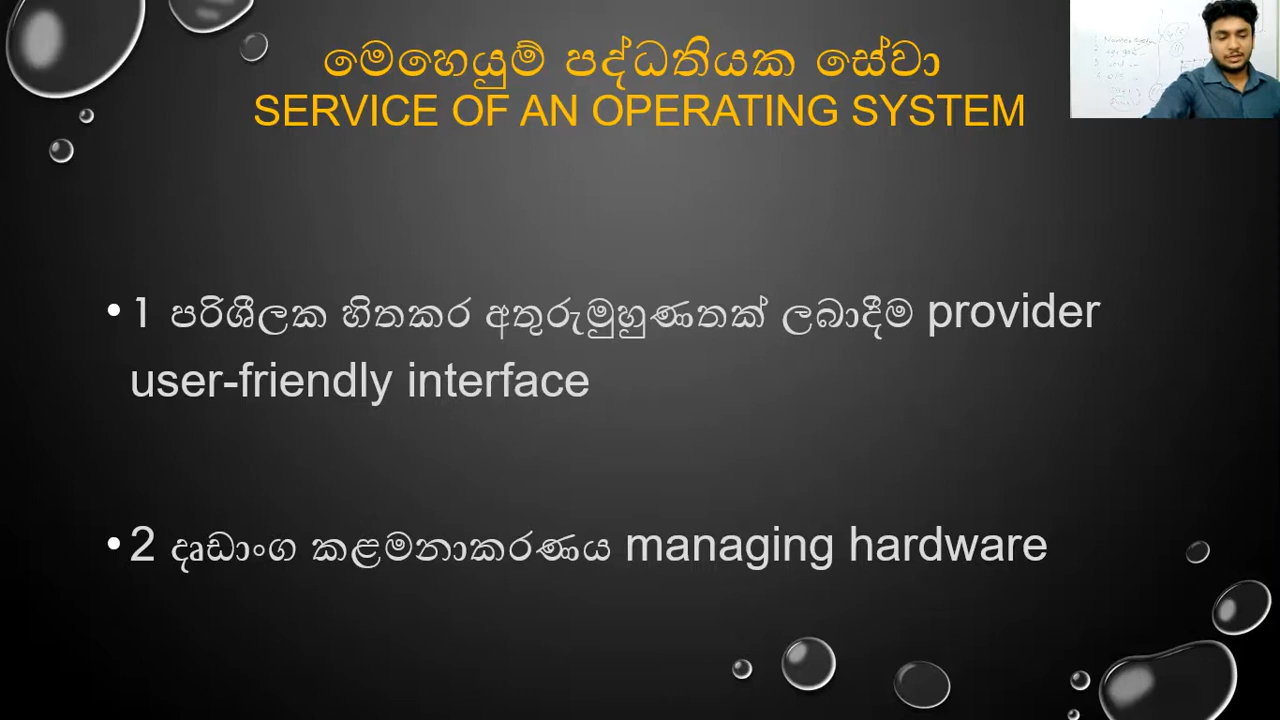 මෙහෙයුම් පද්ධතියක සේවා
SERVICE OF AN OPERATING SYSTEM
• 1 පරිශීලක හිතකර අතුරුමුහුණතක් ලබාදීම provider
user-friendly interface
• 2 දෘඩාංග කළමනාකරණය managing hardware